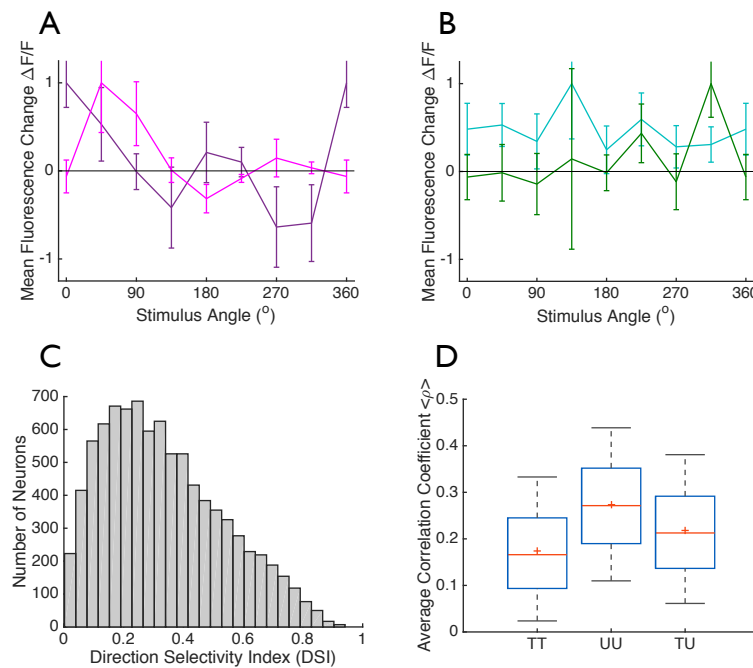 A
Mean Fluorescence Change ΔF/F
1
0
-1
0 90 180 270 360
Stimulus Angle (o)
B
Mean Fluorescence Change ΔF/F
1
0
-1
0 90 180 270 360
Stimulus Angle (o)
C
Number of Neurons
700
600
500
400
300
200
100
0
0 0.2 0.4 0.6 0.8 1
Direction Selectivity Index (DSI)
D
Average Correlation Coefficient <ρ>
0.5
0.4
0.3
0.2
0.1
0
TT UU TU